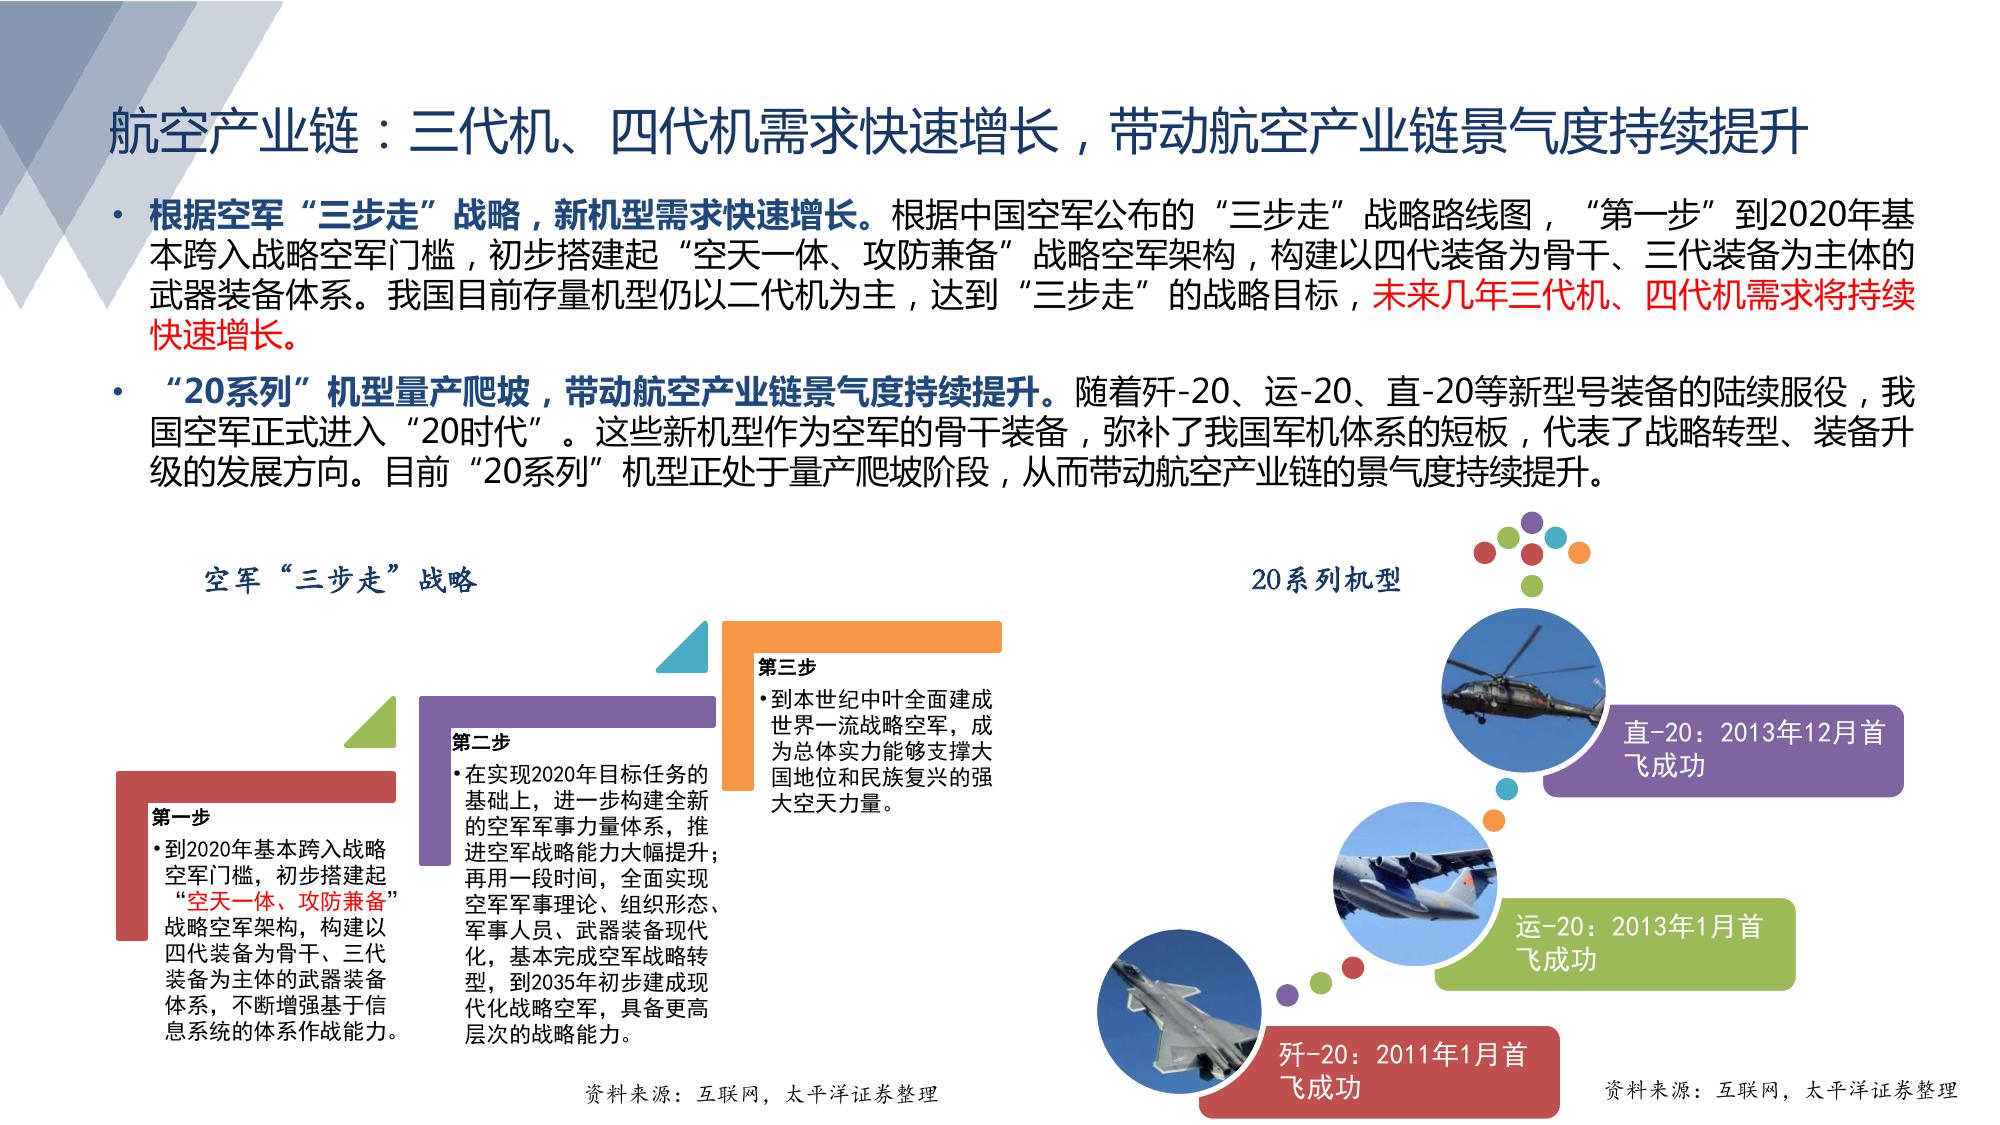 航空产业链：三代机、四代机需求快速增长，带动航空产业链景气度持续提升
• 根据空军“三步走”战略，新机型需求快速增长。根据中国空军公布的“三步走”战略路线图，“第一步”到2020年基
本跨入战略空军门槛，初步搭建起“空天一体、攻防兼备”战略空军架构，构建以四代装备为骨干、三代装备为主体的
武器装备体系。我国目前存量机型仍以二代机为主，达到“三步走”的战略目标，未来几年三代机、四代机需求将持续
快速增长。
• “20系列”机型量产爬坡，带动航空产业链景气度持续提升。随着歼-20、运-20、直-20等新型号装备的陆续服役，我
国空军正式进入“20时代”。这些新机型作为空军的骨干装备，弥补了我国军机体系的短板，代表了战略转型、装备升
级的发展方向。目前“20系列”机型正处于量产爬坡阶段，从而带动航空产业链的景气度持续提升。
空军“三步走”战略
第一步
•到2020年基本跨入战略
空军门槛，初步搭建起
“空天一体、攻防兼备”
战略空军架构，构建以
四代装备为骨干、三代
装备为主体的武器装备
体系，不断增强基于信
息系统的体系作战能力。
第二步
•在实现2020年目标任务的
基础上，进一步构建全新
的空军军事力量体系，推
进空军战略能力大幅提升；
再用一段时间，全面实现
空军军事理论、组织形态、
军事人员、武器装备现代
化，基本完成空军战略转
型，到2035年初步建成现
代化战略空军，具备更高
层次的战略能力。
第三步
•到本世纪中叶全面建成
世界一流战略空军，成
为总体实力能够支撑大
国地位和民族复兴的强
大空天力量。
资料来源：互联网，太平洋证券整理
20系列机型
直-20：2013年12月首
飞成功
运-20：2013年1月首
飞成功
歼-20：2011年1月首
飞成功
资料来源：互联网，太平洋证券整理